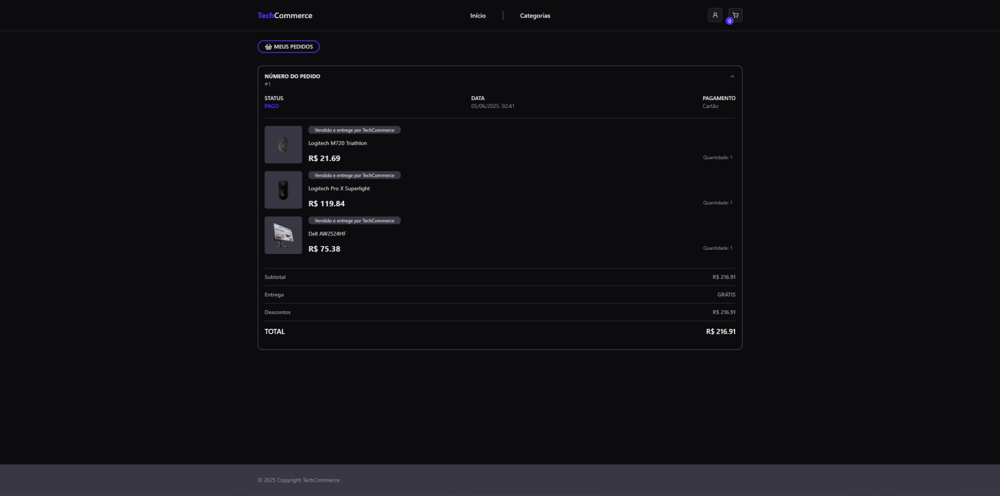 TechCommerce
Início
Categorias
0
MEUS PEDIDOS
NÚMERO DO PEDIDO
#1
STATUS
PAGO
DATA
05/06/2025, 02:41
PAGAMENTO
Cartão
Vendido e entrege por TechCommerce
Logitech M720 Triathlon
R$ 21.69
Quantidade: 1
Vendido e entrege por TechCommerce
Logitech Pro X Superlight
R$ 119.84
Quantidade: 1
Vendido e entrege por TechCommerce
Dell AW2524HF
R$ 75.38
Quantidade: 1
Subtotal R$ 216.91
Entrega GRÁTIS
Descontos R$ 216.91
TOTAL R$ 216.91
© 2025 Copyright TechCommerce